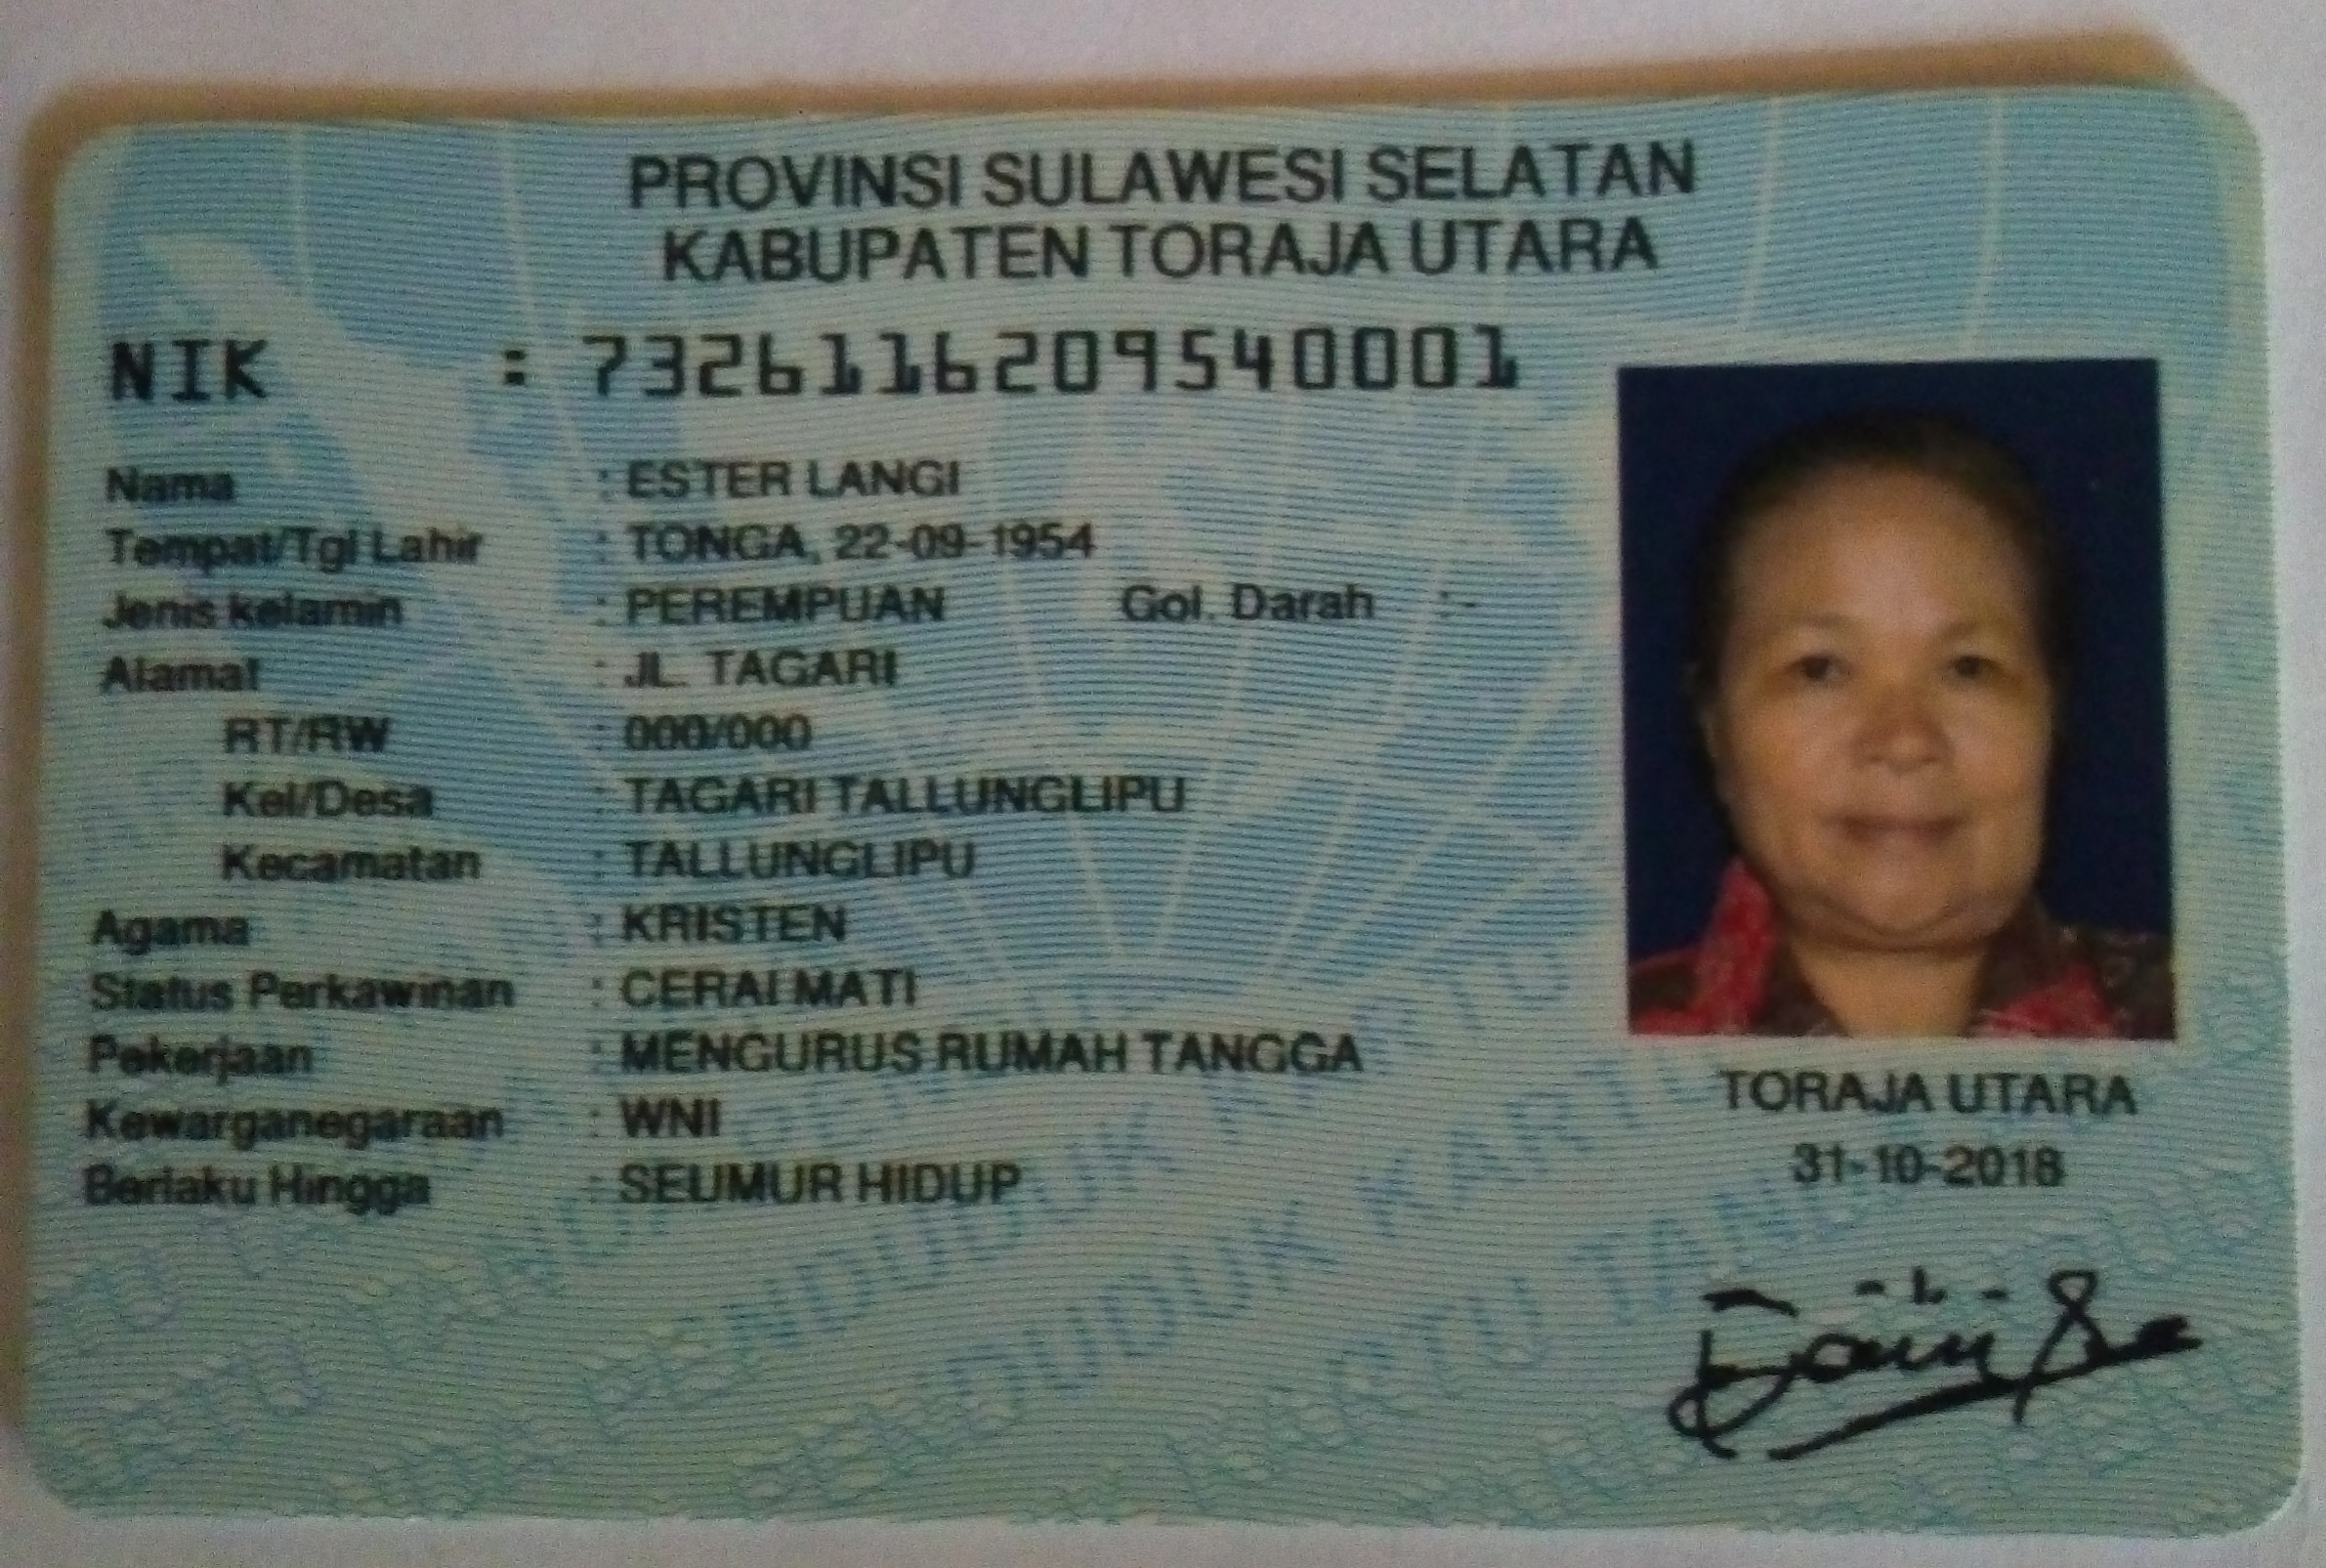 PROVINSI SULAWESI SELATAN
KABUPATEN TORAJA UTARA
NIK : 7326116209540001
Nama : ESTER LANGI
Tempat/Tgl Lahir : TONGA, 22-09-1954
Jenis kelamin : PEREMPUAN Gol. Darah : -
Alamat : JL. TAGARI
RT/RW : 000/000
Kel/Desa : TAGARI TALLUNGLIPU
Kecamatan : TALLUNGLIPU
Agama : KRISTEN
Status Perkawinan : CERAI MATI
Pekerjaan : MENGURUS RUMAH TANGGA
Kewarganegaraan : WNI
Berlaku Hingga : SEUMUR HIDUP
TORAJA UTARA
31-10-2018